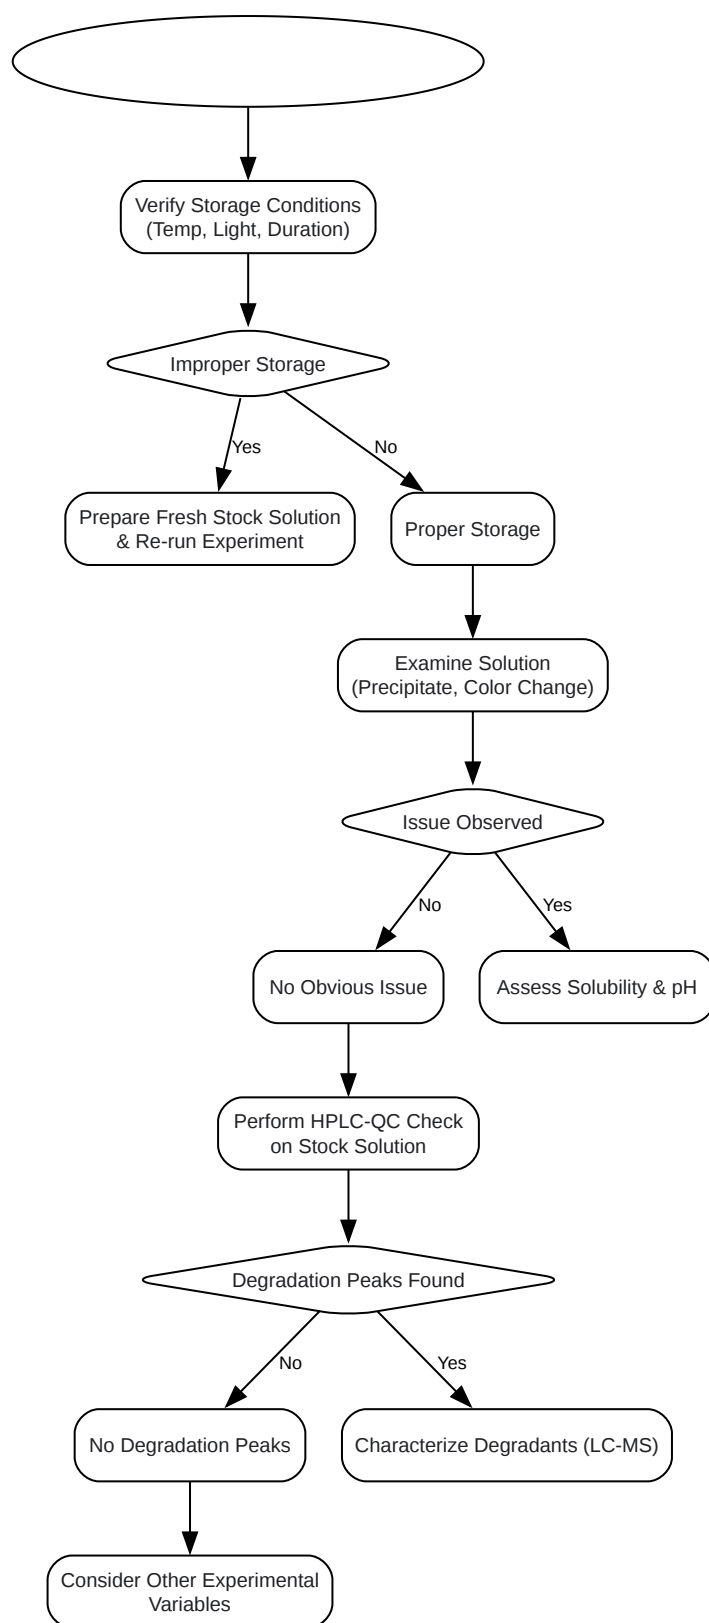 Verify Storage Conditions
(Temp, Light, Duration)
Improper Storage
Yes
No
Prepare Fresh Stock Solution
& Re-run Experiment
Proper Storage
Examine Solution
(Precipitate, Color Change)
Issue Observed
No
Yes
No Obvious Issue
Assess Solubility & pH
Perform HPLC-QC Check
on Stock Solution
Degradation Peaks Found
No
Yes
No Degradation Peaks
Characterize Degradants (LC-MS)
Consider Other Experimental
Variables